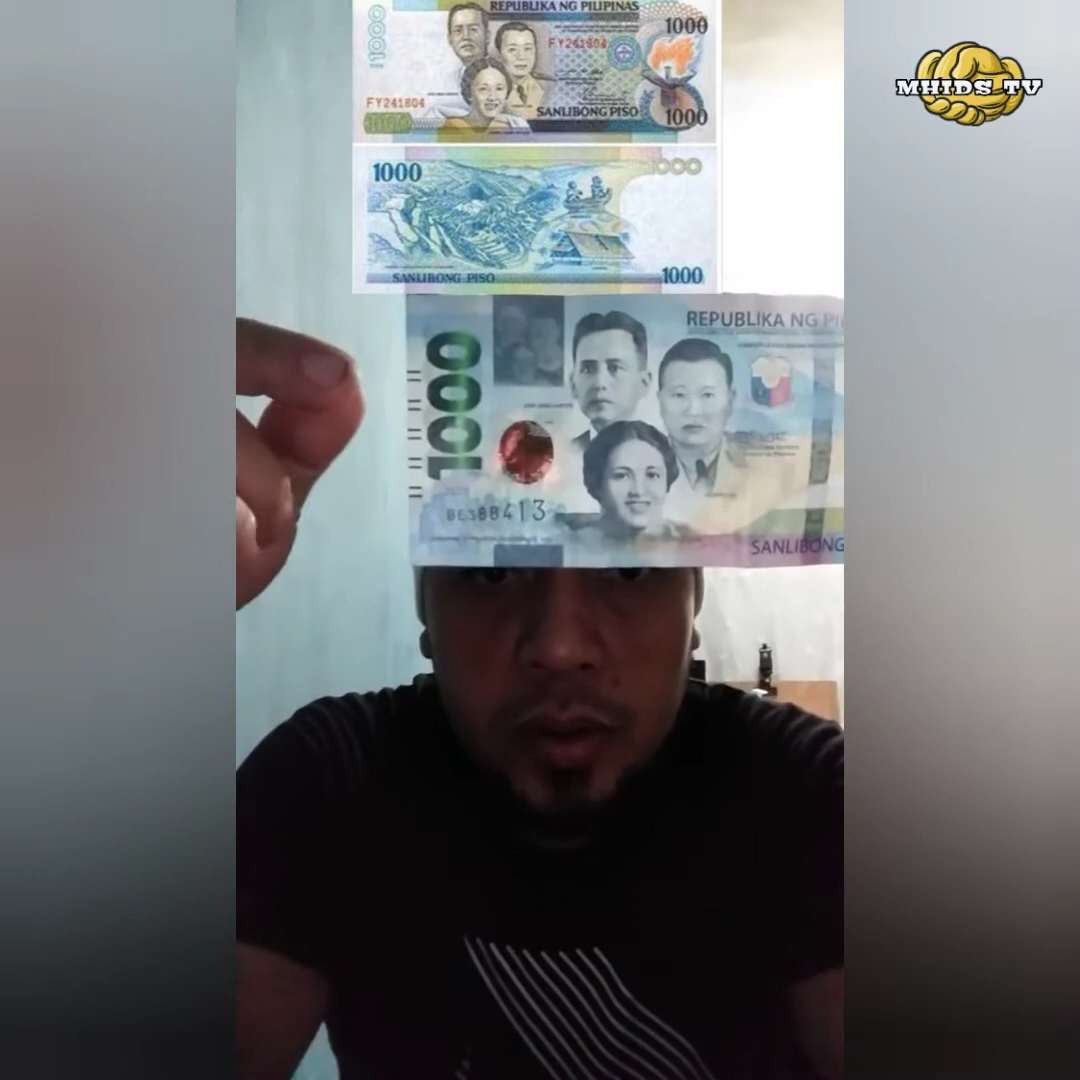 REPUBLIKA NG PILIPINAS
1000
1000
FY241804
FY241804
SANLIBONG PISO
1000
1000
MHIDS TV
1000
1000
SANLIBONG PISO
1000
REPUBLIKA NG PI
1000
BE388413
SANLIBONG